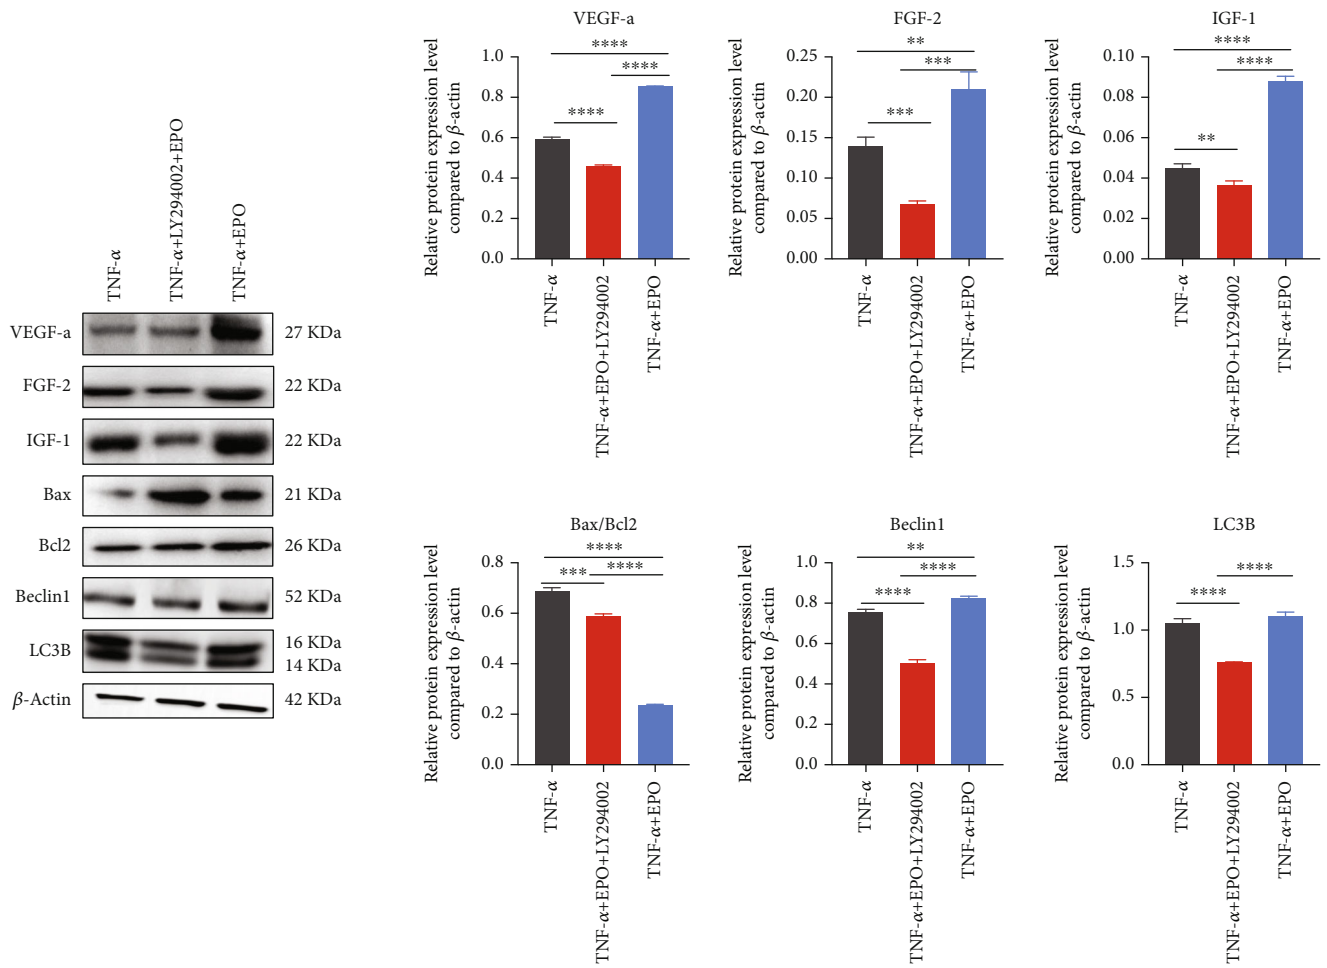 TNF-α
TNF-α+LY294002+EPO
TNF-α+EPO
VEGF-a
27 KDa
FGF-2
22 KDa
IGF-1
22 KDa
Bax
21 KDa
Bcl2
26 KDa
Beclin1
52 KDa
LC3B
16 KDa
14 KDa
β-Actin
42 KDa
VEGF-a
Relative protein expression level
compared to β-actin
1.0
0.8
0.6
0.4
0.2
0.0
****
****
****
TNF-α
TNF-α+EPO+LY294002
TNF-α+EPO
FGF-2
Relative protein expression level
compared to β-actin
0.25
0.20
0.15
0.10
0.05
0.00
**
***
***
TNF-α
TNF-α+EPO+LY294002
TNF-α+EPO
IGF-1
Relative protein expression level
compared to β-actin
0.10
0.08
0.06
0.04
0.02
0.00
****
****
**
TNF-α
TNF-α+EPO+LY294002
TNF-α+EPO
Bax/Bcl2
Relative protein expression level
compared to β-actin
0.8
0.6
0.4
0.2
0.0
****
*** ****
TNF-α
TNF-α+EPO+LY294002
TNF-α+EPO
Beclin1
Relative protein expression level
compared to β-actin
1.0
0.8
0.6
0.4
0.2
0.0
**
****
****
TNF-α
TNF-α+EPO+LY294002
TNF-α+EPO
LC3B
Relative protein expression level
compared to β-actin
1.5
1.0
0.5
0.0
****
****
TNF-α
TNF-α+EPO+LY294002
TNF-α+EPO